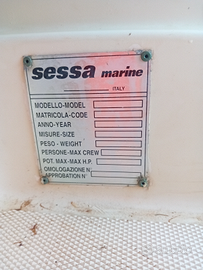 sessa marine
ITALY
MODELLO-MODEL
MATRICOLA-CODE
ANNO-YEAR
MISURE-SIZE
PESO - WEIGHT
PERSONE-MAX CREW
POT. MAX-MAX H.P.
OMOLOGAZIONE N°
APPROBATION N°